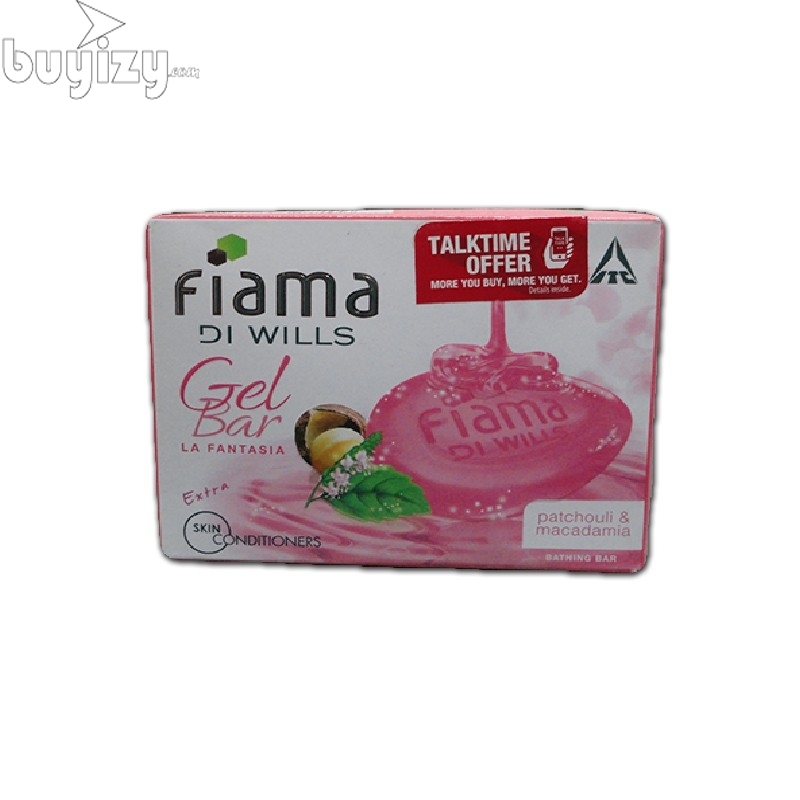 buyizy.com
TALKTIME
OFFER
MORE YOU BUY, MORE YOU GET.
Details inside.
ITC
Fiama
DI WILLS
Gel
Bar
LA FANTASIA
Fiama
DI WILLS
Extra
SKIN
CONDITIONERS
patchouli &
macadamia
BATHING BAR